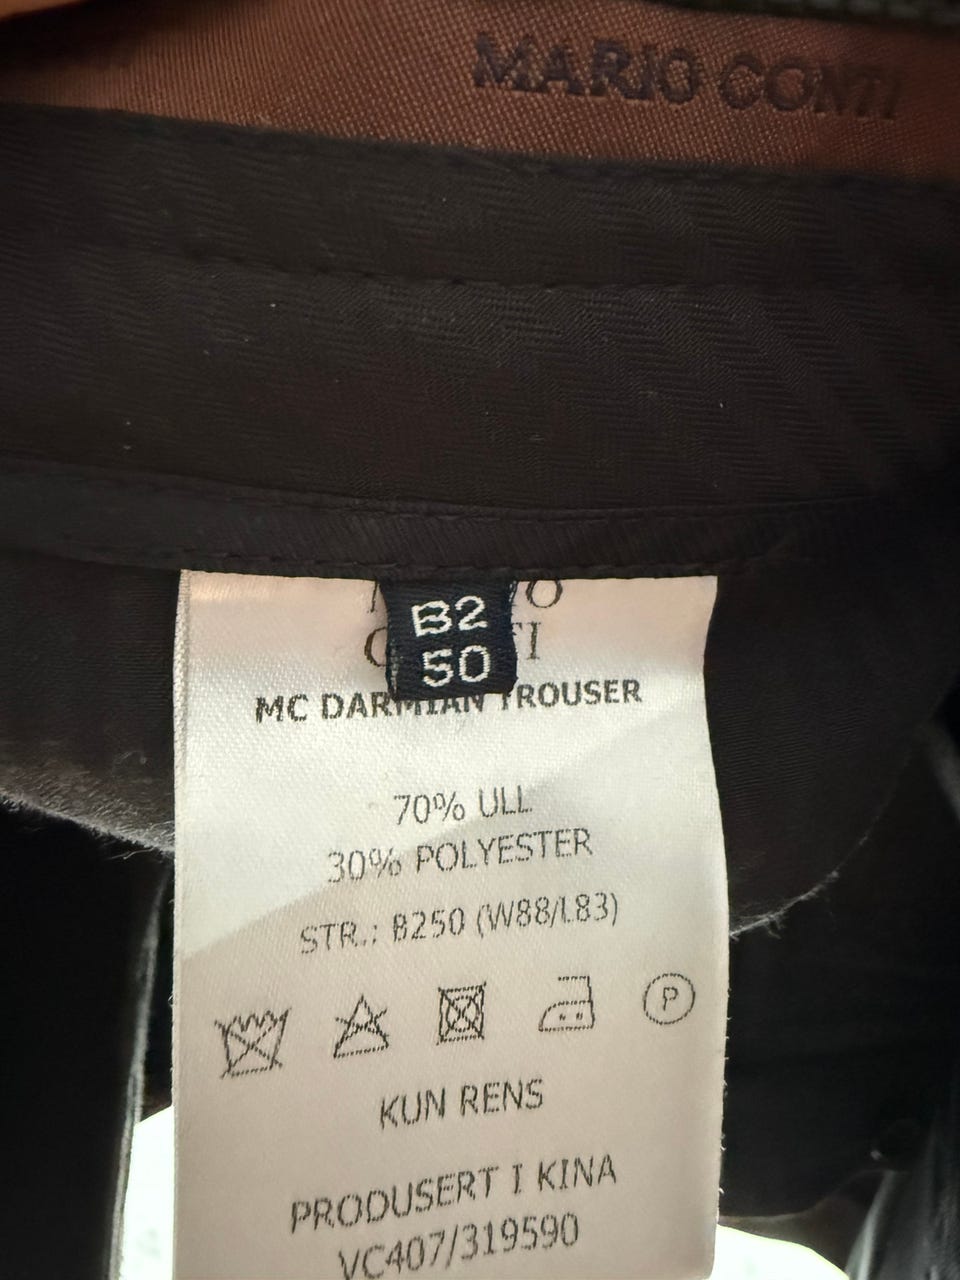 MARIO CONTI
B2
50
MC DARMIAN TROUSER
70% ULL
30% POLYESTER
STR.: B250 (W88/L83)
P
KUN RENS
PRODUSERT I KINA
VC407/319590